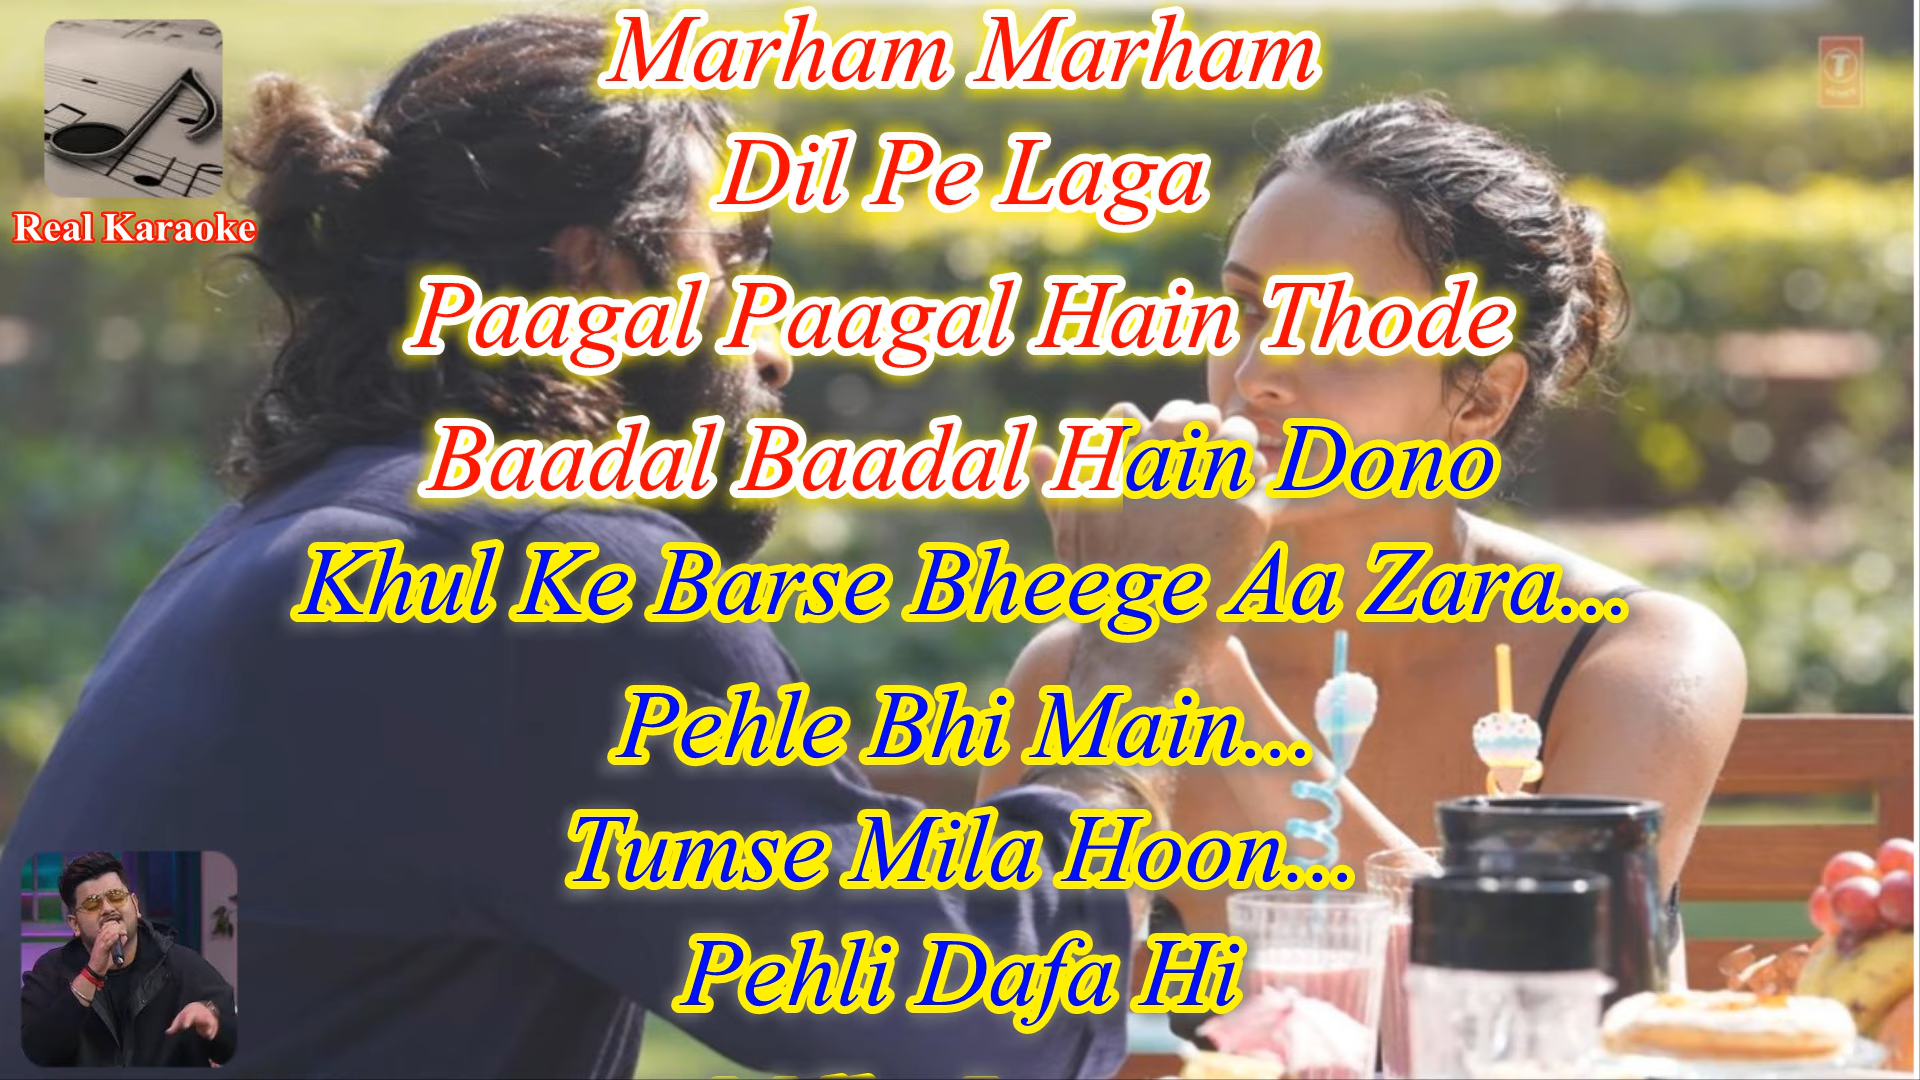 Marham Marham
Dil Pe Laga
Real Karaoke
Paagal Paagal Hain Thode
Baadal Baadal Hain Dono
Khul Ke Barse Bheege Aa Zara...
Pehle Bhi Main...
Tumse Mila Hoon...
Pehli Dafa Hi